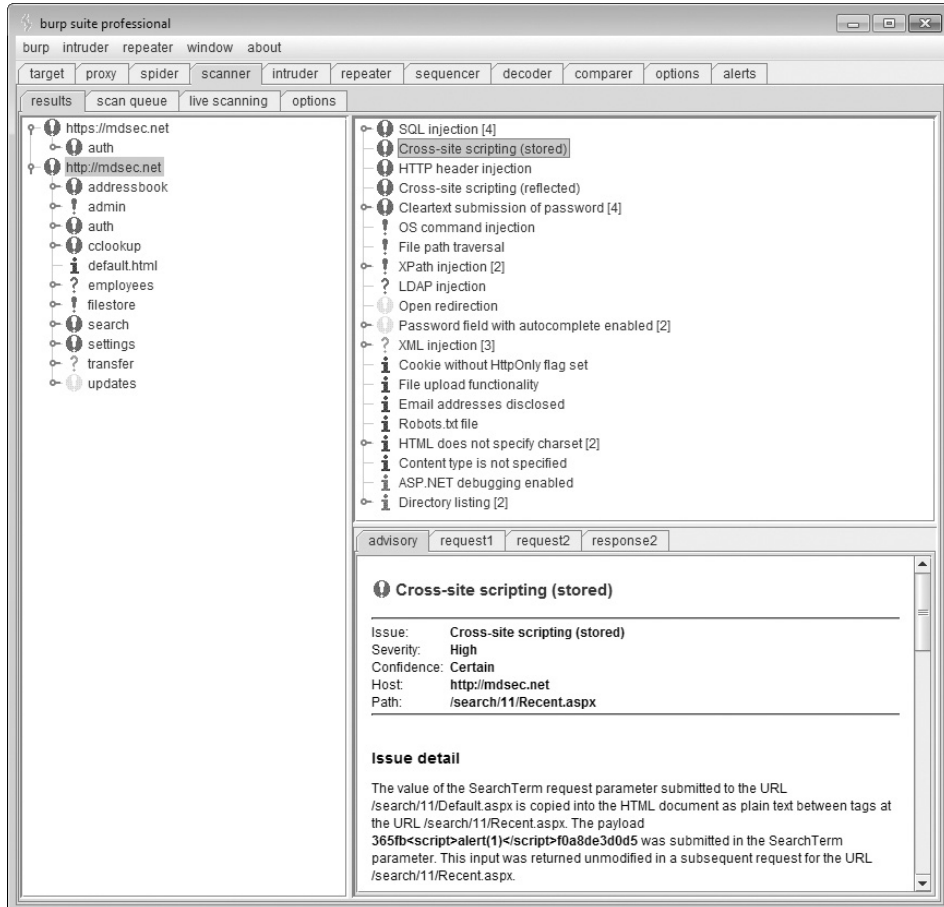 burp suite professional
burp intruder repeater window about
target proxy spider scanner intruder repeater sequencer decoder comparer options alerts
results scan queue live scanning options
https://mdsec.net
auth
http://mdsec.net
addressbook
admin
auth
cclookup
default.html
employees
filestore
search
settings
transfer
updates
SQL injection [4]
Cross-site scripting (stored)
HTTP header injection
Cross-site scripting (reflected)
Cleartext submission of password [4]
OS command injection
File path traversal
XPath injection [2]
LDAP injection
Open redirection
Password field with autocomplete enabled [2]
XML injection [3]
Cookie without HttpOnly flag set
File upload functionality
Email addresses disclosed
Robots.txt file
HTML does not specify charset [2]
Content type is not specified
ASP.NET debugging enabled
Directory listing [2]
advisory request1 request2 response2
Cross-site scripting (stored)
Issue: Cross-site scripting (stored)
Severity: High
Confidence: Certain
Host: http://mdsec.net
Path: /search/11/Recent.aspx
Issue detail
The value of the SearchTerm request parameter submitted to the URL
/search/11/Default.aspx is copied into the HTML document as plain text between tags at
the URL /search/11/Recent.aspx. The payload
365fb<script>alert(1)</script>f0a8de3d0d5 was submitted in the SearchTerm
parameter. This input was returned unmodified in a subsequent request for the URL
/search/11/Recent.aspx.